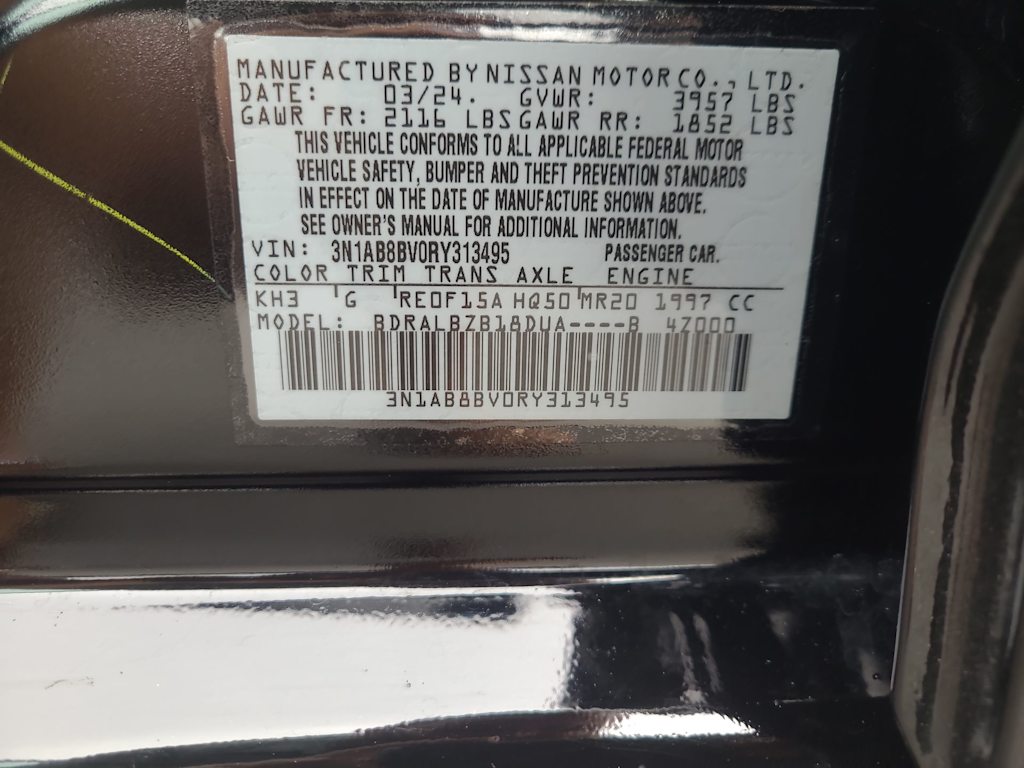 MANUFACTURED BY NISSAN MOTOR CO., LTD.
DATE: 03/24. GVWR: 3957 LBS
GAWR FR: 2116 LBS GAWR RR: 1852 LBS
THIS VEHICLE CONFORMS TO ALL APPLICABLE FEDERAL MOTOR
VEHICLE SAFETY, BUMPER AND THEFT PREVENTION STANDARDS
IN EFFECT ON THE DATE OF MANUFACTURE SHOWN ABOVE.
SEE OWNER'S MANUAL FOR ADDITIONAL INFORMATION.
VIN: 3N1AB8BV0RY313495 PASSENGER CAR.
COLOR TRIM TRANS AXLE ENGINE
KH3 G RE0F15A HQ50 MR20 1997 CC
MODEL: BDRALBZB18DUA----B 4Z000
3N1AB8BV0RY313495